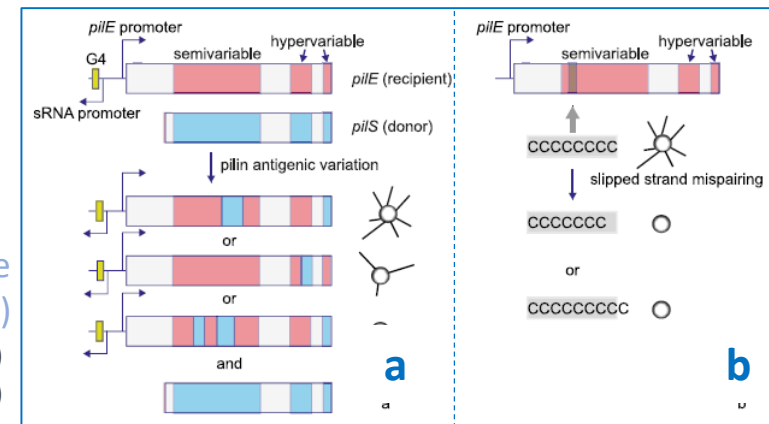 pilE promoter
hypervariable
G4
semivariable
pilE (recipient)
sRNA promoter
pilS (donor)
pilin antigenic variation
or
or
and
a
a
e
)
)
)
pilE promoter
hypervariable
semivariable
CCCCCCCC
slipped strand mispairing
CCCCCCC
or
CCCCCCCCC
b